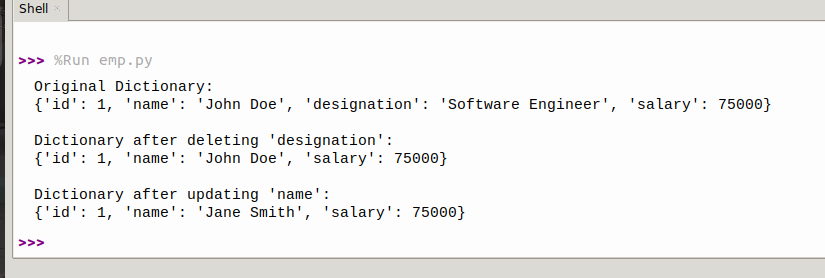 Shell ×
>>> %Run emp.py
Original Dictionary:
{'id': 1, 'name': 'John Doe', 'designation': 'Software Engineer', 'salary': 75000}
Dictionary after deleting 'designation':
{'id': 1, 'name': 'John Doe', 'salary': 75000}
Dictionary after updating 'name':
{'id': 1, 'name': 'Jane Smith', 'salary': 75000}
>>>